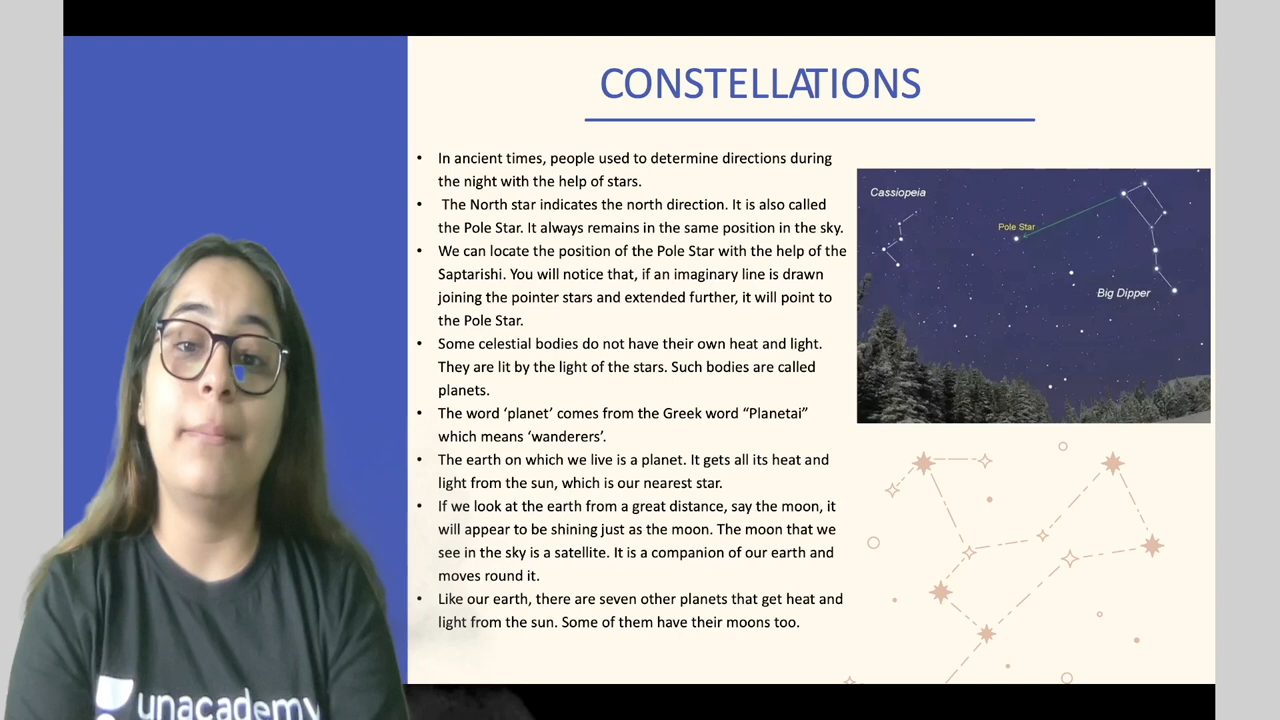 CONSTELLATIONS
• In ancient times, people used to determine directions during
the night with the help of stars.
• The North star indicates the north direction. It is also called
the Pole Star. It always remains in the same position in the sky.
• We can locate the position of the Pole Star with the help of the
Saptarishi. You will notice that, if an imaginary line is drawn
joining the pointer stars and extended further, it will point to
the Pole Star.
• Some celestial bodies do not have their own heat and light.
They are lit by the light of the stars. Such bodies are called
planets.
• The word ‘planet’ comes from the Greek word “Planetai”
which means ‘wanderers’.
• The earth on which we live is a planet. It gets all its heat and
light from the sun, which is our nearest star.
• If we look at the earth from a great distance, say the moon, it
will appear to be shining just as the moon. The moon that we
see in the sky is a satellite. It is a companion of our earth and
moves round it.
• Like our earth, there are seven other planets that get heat and
light from the sun. Some of them have their moons too.
Cassiopeia
Pole Star
Big Dipper
unacademy